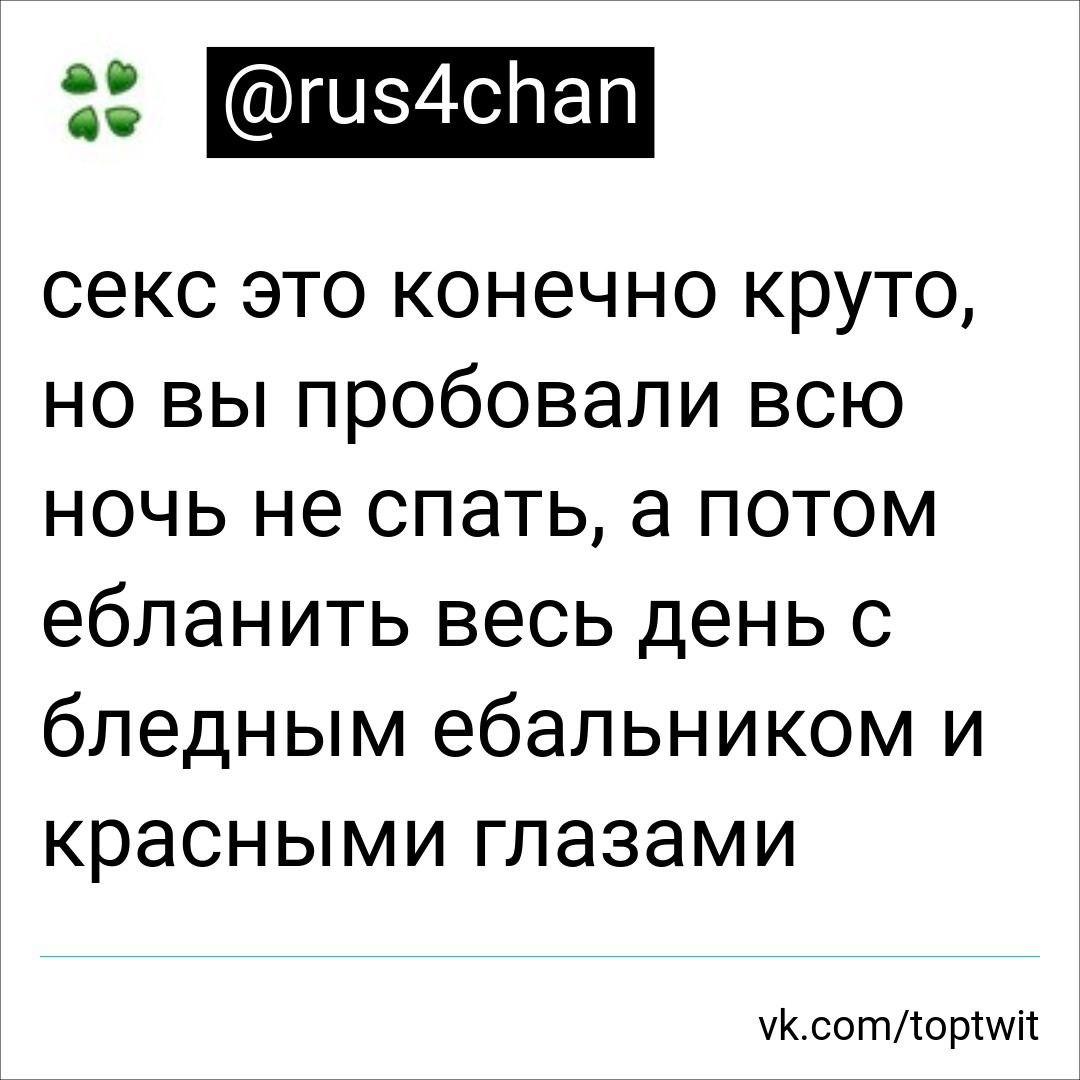 @rus4chan
секс это конечно круто,
но вы пробовали всю
ночь не спать, а потом
ебланить весь день с
бледным ебальником и
красными глазами
vk.com/toptwit